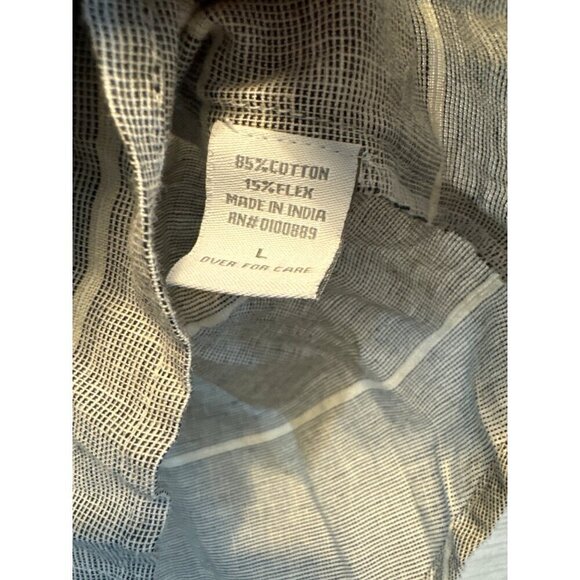 85%COTTON
15%FLEX
MADE IN INDIA
RN#0100889
L
OVER FOR CARE